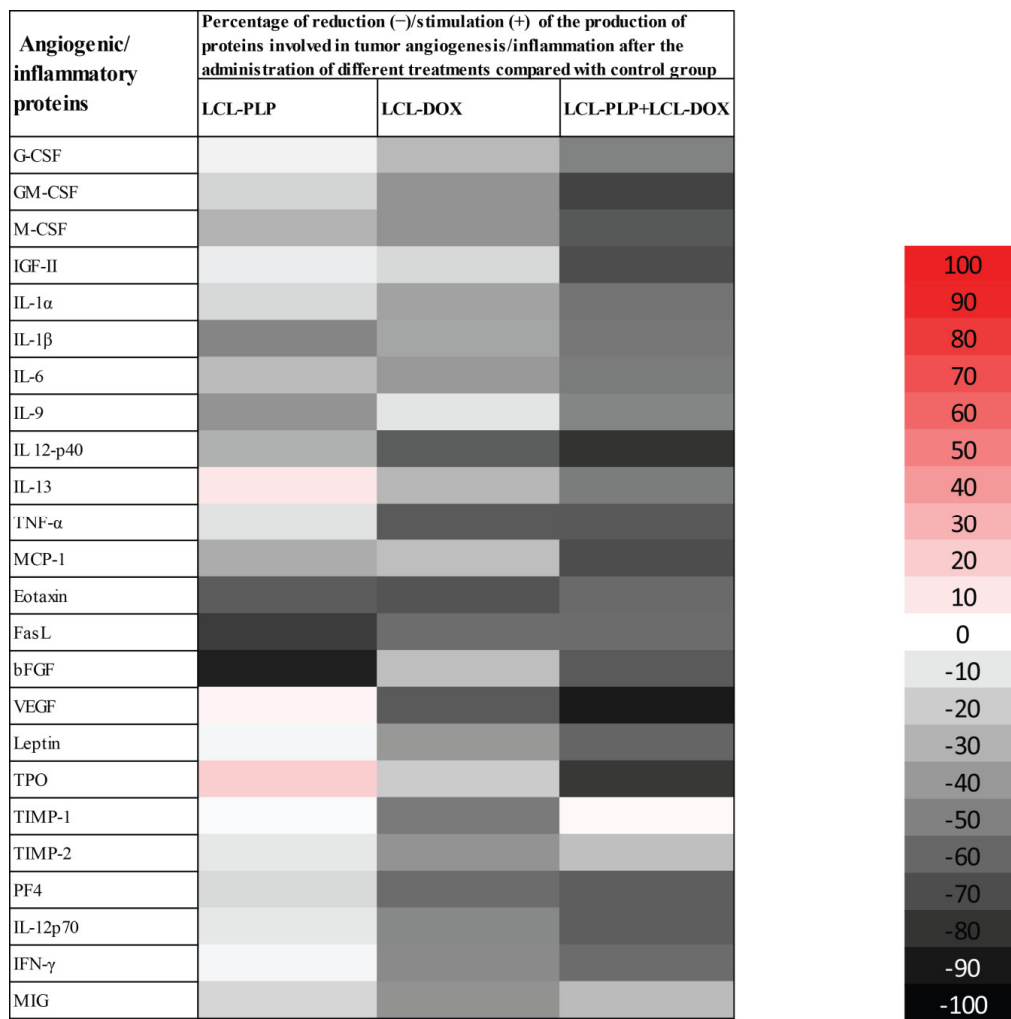 Angiogenic/
inflammatory
proteins
Percentage of reduction (−)/stimulation (+) of the production of
proteins involved in tumor angiogenesis/inflammation after the
administration of different treatments compared with control group
LCL-PLP LCL-DOX LCL-PLP+LCL-DOX
G-CSF
GM-CSF
M-CSF
IGF-II
IL-1α
IL-1β
IL-6
IL-9
IL 12-p40
IL-13
TNF-α
MCP-1
Eotaxin
FasL
bFGF
VEGF
Leptin
TPO
TIMP-1
TIMP-2
PF4
IL-12p70
IFN-γ
MIG
100
90
80
70
60
50
40
30
20
10
0
-10
-20
-30
-40
-50
-60
-70
-80
-90
-100